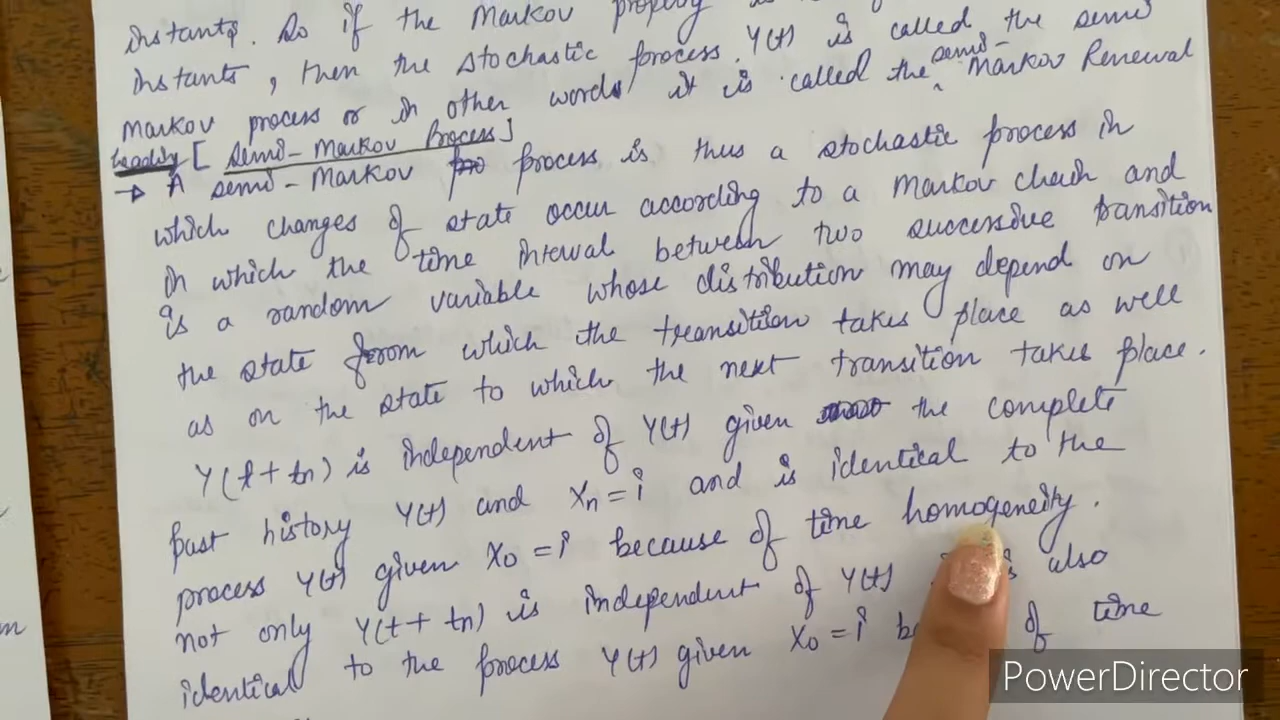 instants. So if the Markov property
instants, then the stochastic process. Y(t) is called the semi
Markov process or in other words it is called the semi- Markov Renewal
heading [Semi-Markov Process]
→ A semi-Markov process is thus a stochastic process in
which changes of state occur according to a Markov chain and
in which the time interval between two successive transition
is a random variable whose distribution may depend on
the state from which the transition takes place as well
as on the state to which the next transition takes place.
Y(t+tn) is independent of Y(t) given the complete
past history Y(t) and Xn=i and is identical to the
process Y(t) given X0=i because of time homogeneity.
not only Y(t+tn) is independent of Y(t) also
identical to the process Y(t) given X0=i of time
m
PowerDirector